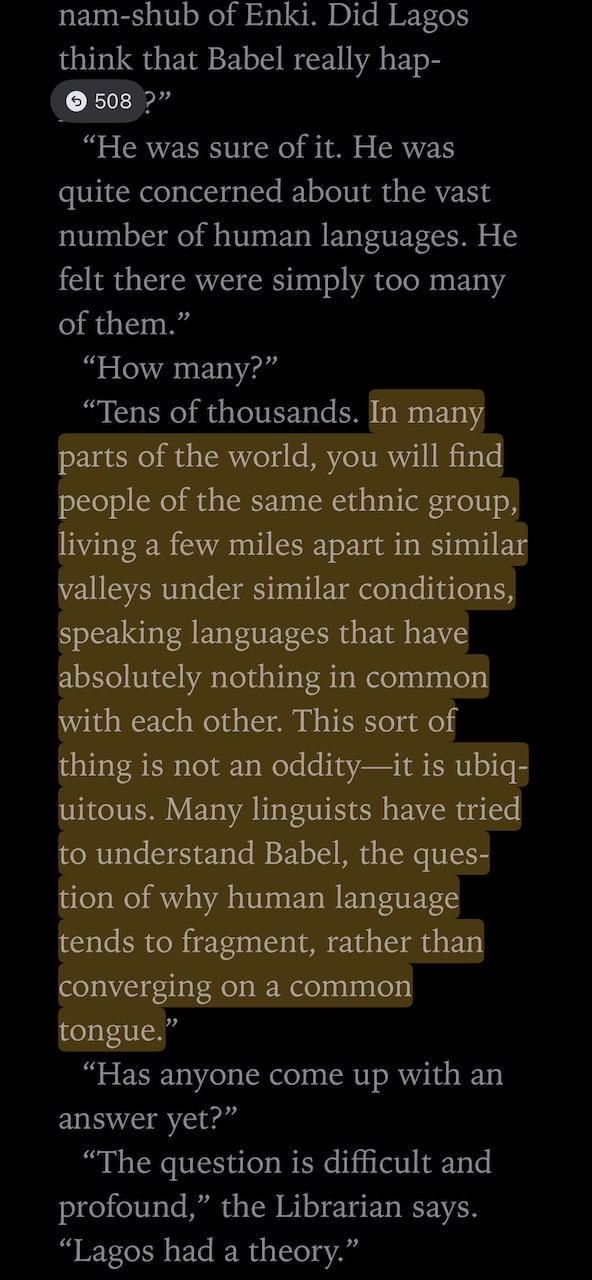 nam-shub of Enki. Did Lagos
think that Babel really hap-
508 ?”
“He was sure of it. He was
quite concerned about the vast
number of human languages. He
felt there were simply too many
of them.”
“How many?”
“Tens of thousands. In many
parts of the world, you will find
people of the same ethnic group,
living a few miles apart in similar
valleys under similar conditions,
speaking languages that have
absolutely nothing in common
with each other. This sort of
thing is not an oddity—it is ubiq-
uitous. Many linguists have tried
to understand Babel, the ques-
tion of why human language
tends to fragment, rather than
converging on a common
tongue.”
“Has anyone come up with an
answer yet?”
“The question is difficult and
profound,” the Librarian says.
“Lagos had a theory.”